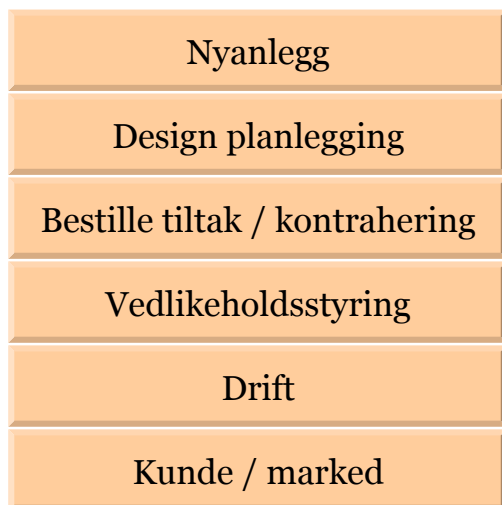 Nyanlegg
Design planlegging
Bestille tiltak / kontrahering
Vedlikeholdsstyring
Drift
Kunde / marked